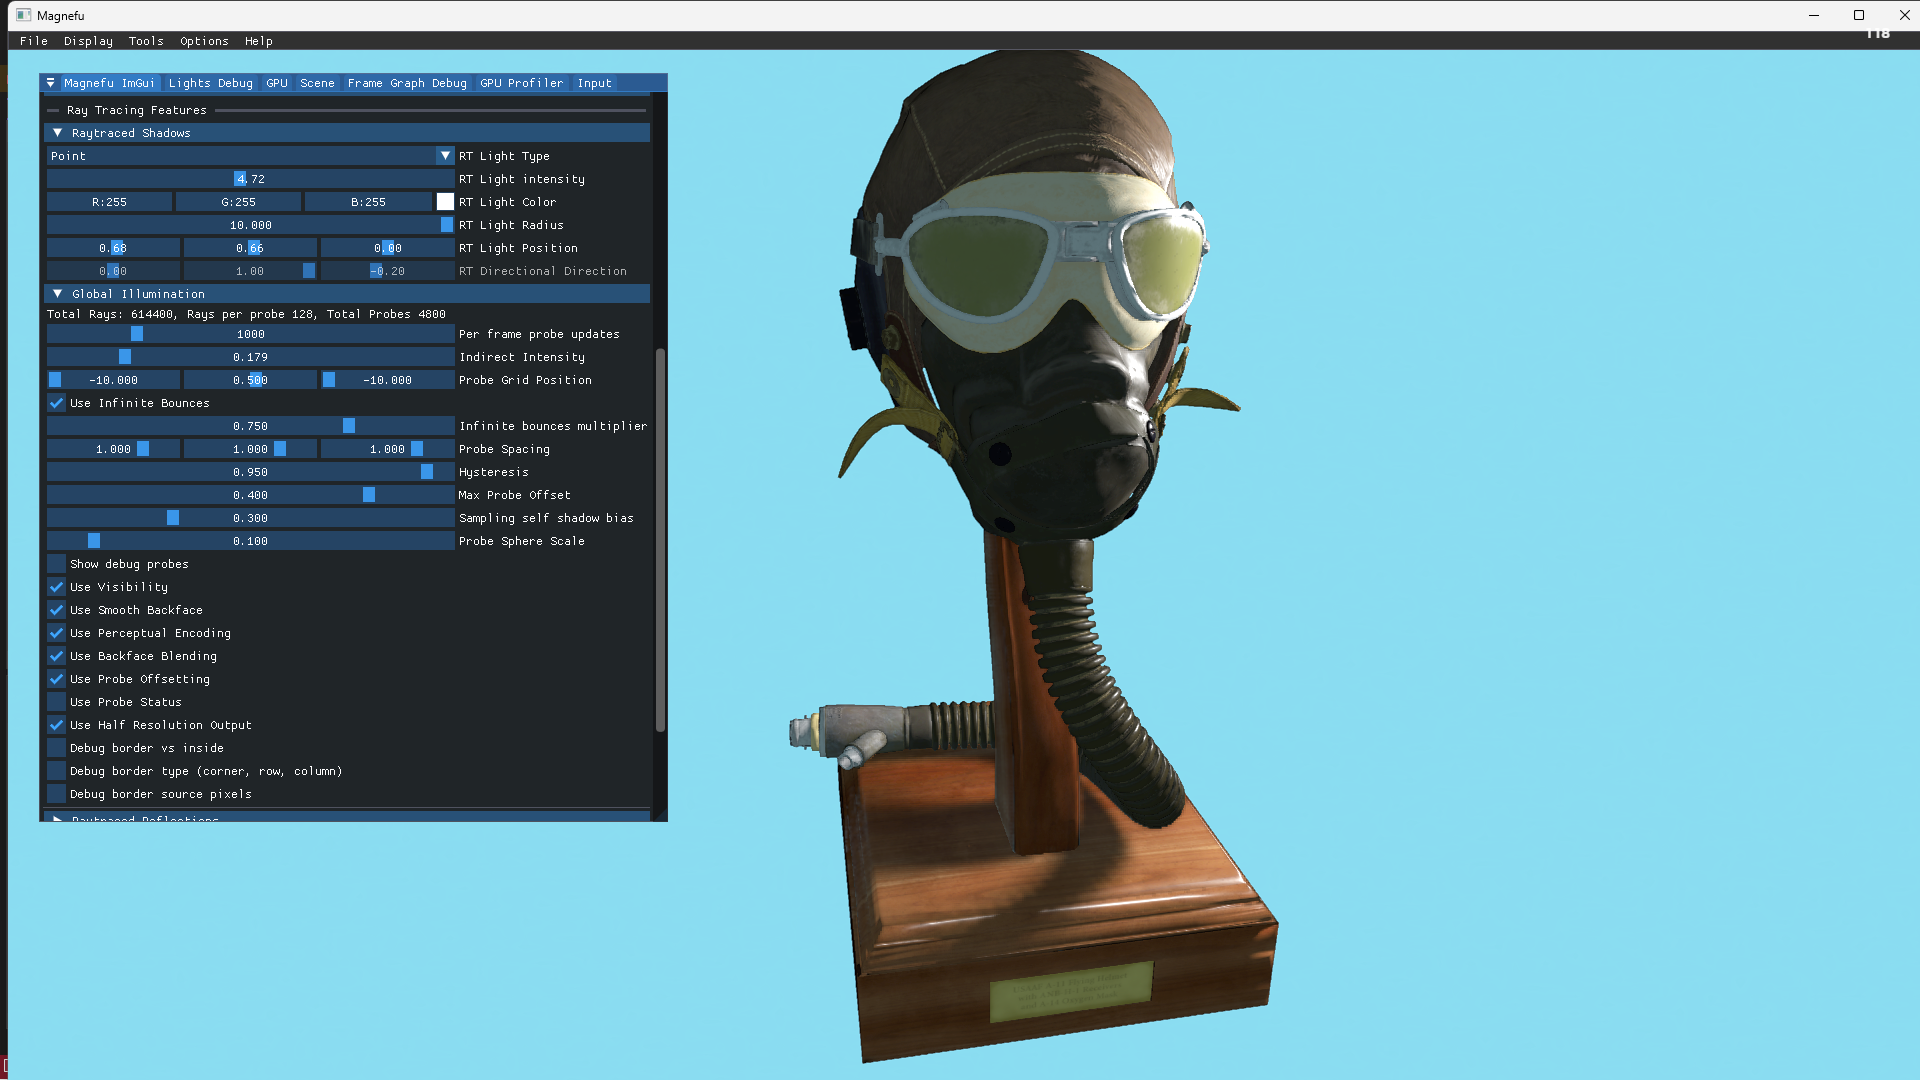 Magnefu
File Display Tools Options Help
118
Magnefu ImGui Lights Debug GPU Scene Frame Graph Debug GPU Profiler Input
Ray Tracing Features
Raytraced Shadows
Point RT Light Type
4.72 RT Light intensity
R:255 G:255 B:255 RT Light Color
10.000 RT Light Radius
0.68 0.66 0.00 RT Light Position
0.00 1.00 -0.20 RT Directional Direction
Global Illumination
Total Rays: 614400, Rays per probe 128, Total Probes 4800
1000 Per frame probe updates
0.179 Indirect Intensity
-10.000 0.500 -10.000 Probe Grid Position
Use Infinite Bounces
0.750 Infinite bounces multiplier
1.000 1.000 1.000 Probe Spacing
0.950 Hysteresis
0.400 Max Probe Offset
0.300 Sampling self shadow bias
0.100 Probe Sphere Scale
Show debug probes
Use Visibility
Use Smooth Backface
Use Perceptual Encoding
Use Backface Blending
Use Probe Offsetting
Use Probe Status
Use Half Resolution Output
Debug border vs inside
Debug border type (corner, row, column)
Debug border source pixels
Raytraced Reflections